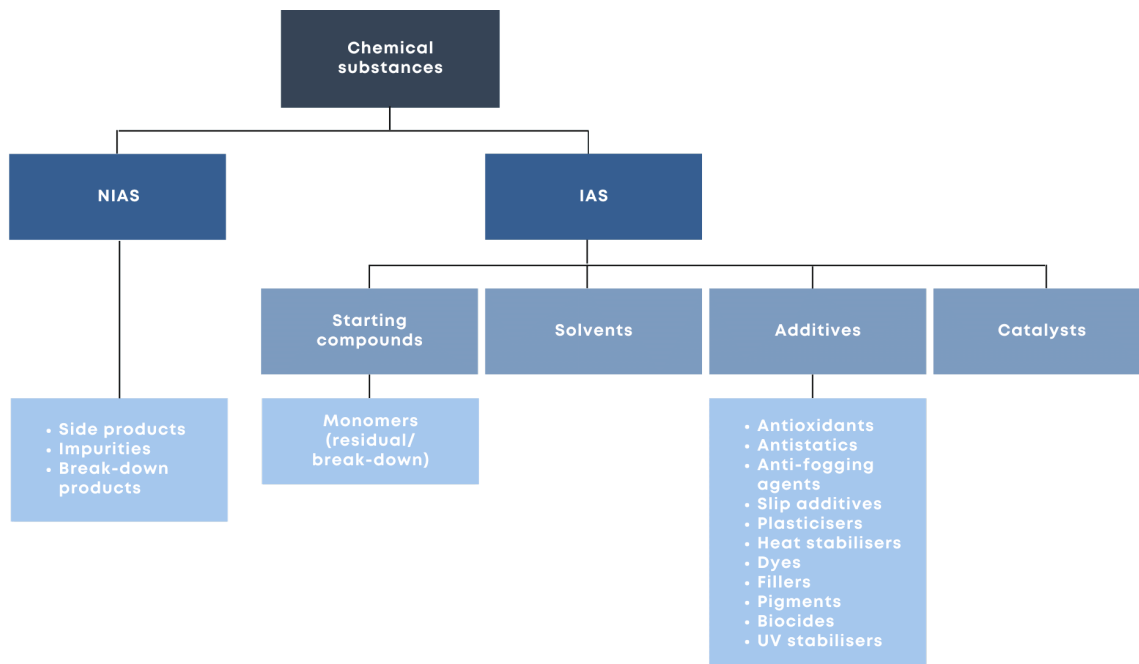 Chemical
substances
NIAS
IAS
Starting
compounds
Solvents
Additives
Catalysts
• Side products
• Impurities
• Break-down
products
Monomers
(residual/
break-down)
• Antioxidants
• Antistatics
• Anti-fogging
agents
• Slip additives
• Plasticisers
• Heat stabilisers
• Dyes
• Fillers
• Pigments
• Biocides
• UV stabilisers